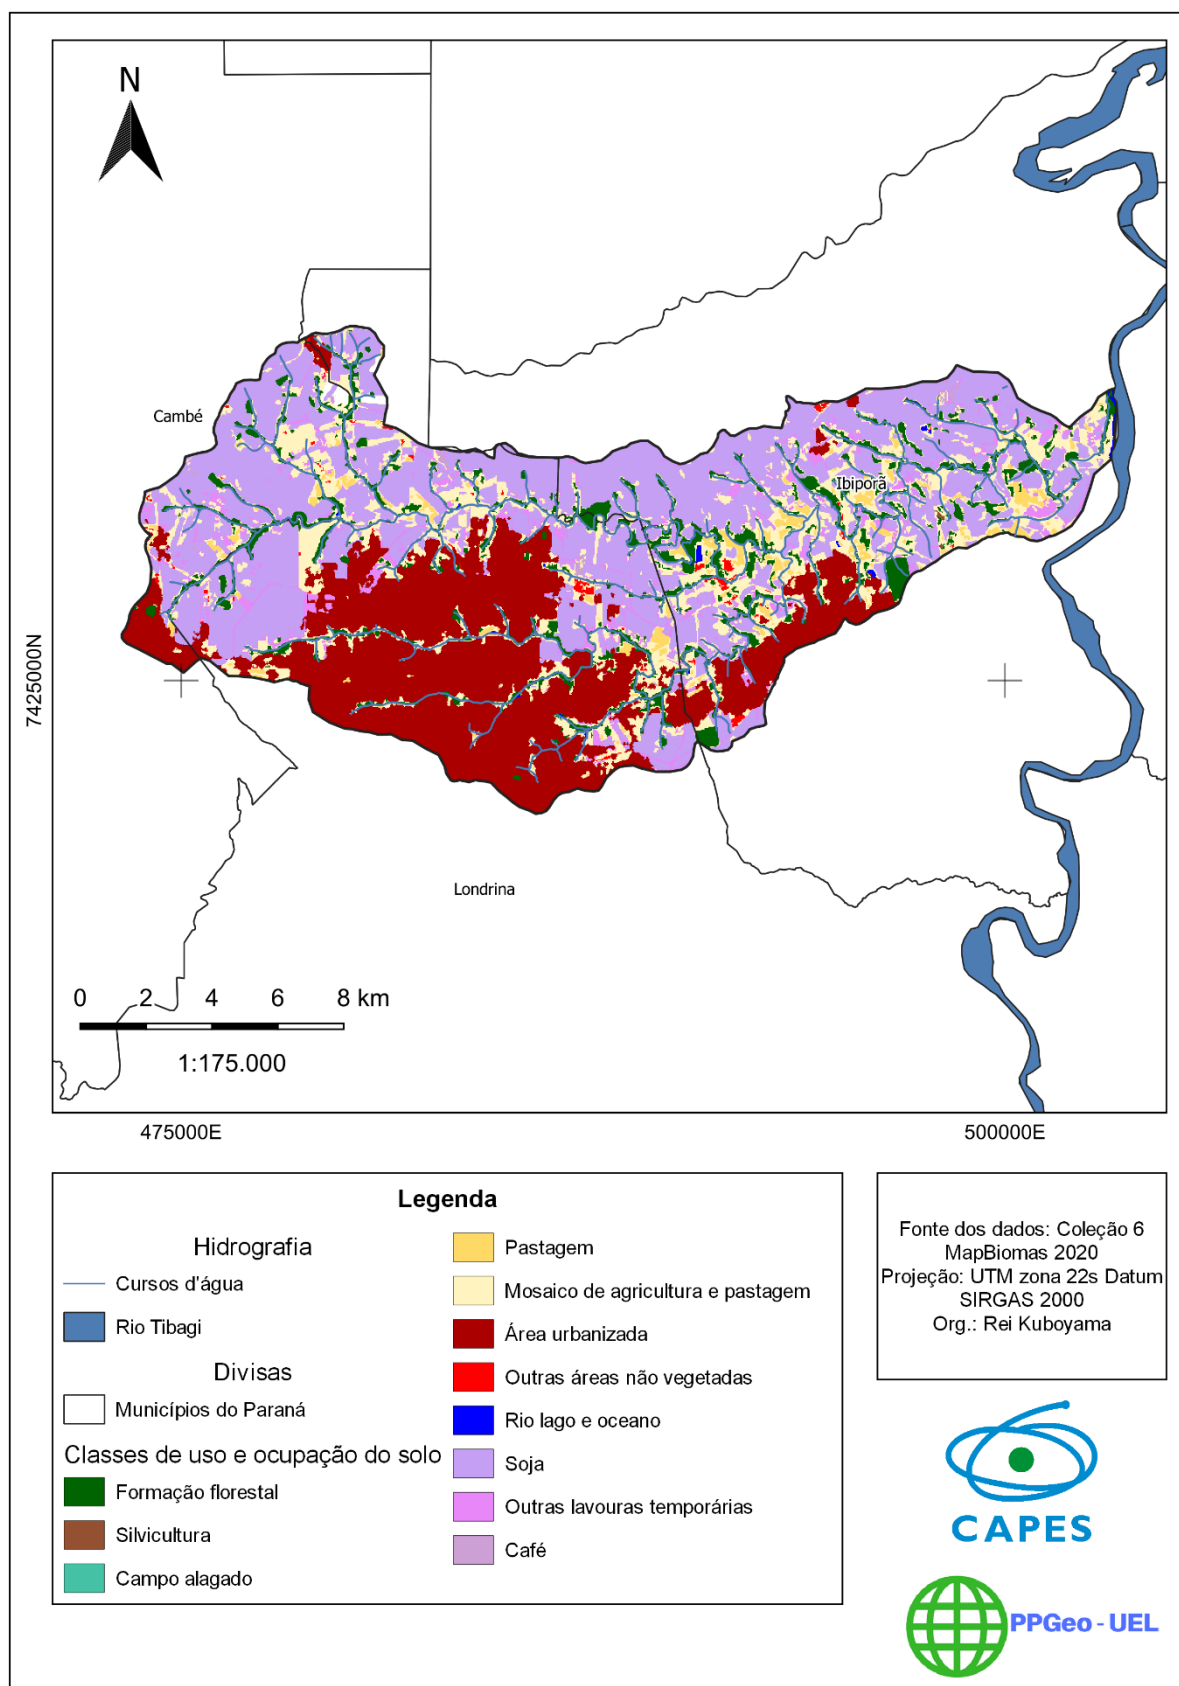 N
Cambé
Ibiporã
Londrina
7425000N
0 2 4 6 8 km
1:175.000
475000E
500000E
Legenda
Hidrografia
Cursos d'água
Rio Tibagi
Divisas
Municípios do Paraná
Classes de uso e ocupação do solo
Formação florestal
Silvicultura
Campo alagado
Pastagem
Mosaico de agricultura e pastagem
Área urbanizada
Outras áreas não vegetadas
Rio lago e oceano
Soja
Outras lavouras temporárias
Café
Fonte dos dados: Coleção 6
MapBiomas 2020
Projeção: UTM zona 22s Datum
SIRGAS 2000
Org.: Rei Kuboyama
CAPES
PPGeo - UEL